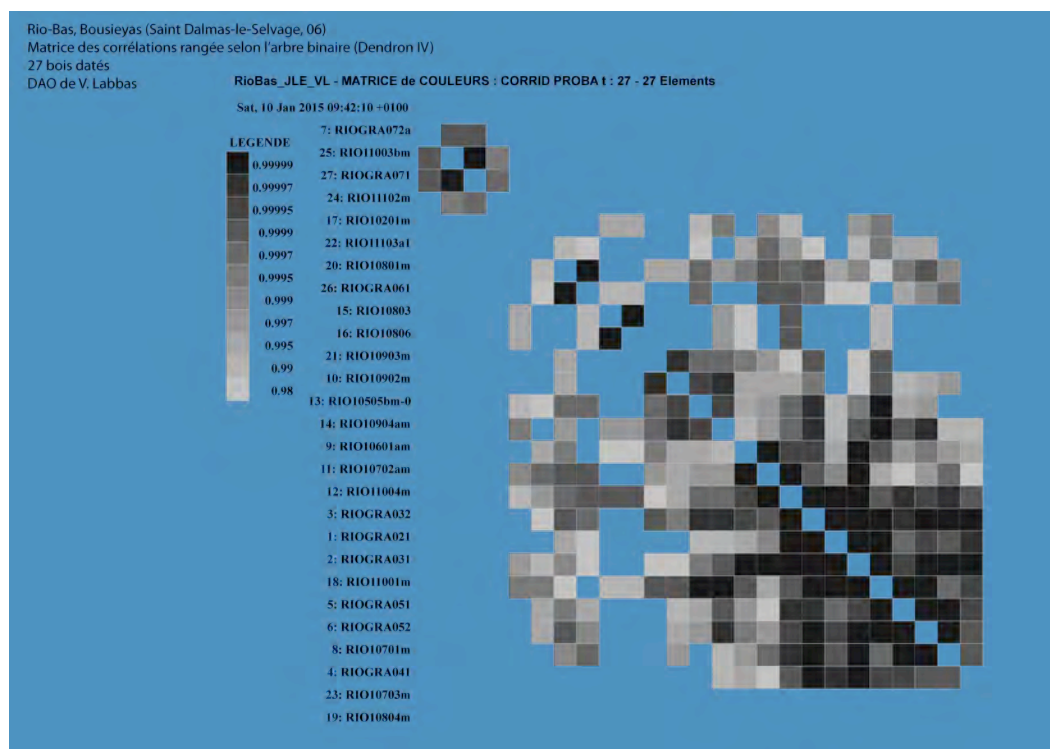 Rio-Bas, Bousieyas (Saint Dalmas-le-Selvage, 06)
Matrice des corrélations rangée selon l'arbre binaire (Dendron IV)
27 bois datés
DAO de V. Labbas
RioBas_JLE_VL - MATRICE de COULEURS : CORRID PROBA t : 27 - 27 Elements
Sat, 10 Jan 2015 09:42:10 +0100
LEGENDE
0.99999
0.99997
0.99995
0.9999
0.9997
0.9995
0.999
0.997
0.995
0.99
0.98
7: RIOGRA072a
25: RIO11003bm
27: RIOGRA071
24: RIO11102m
17: RIO10201m
22: RIO11103a1
20: RIO10801m
26: RIOGRA061
15: RIO10803
16: RIO10806
21: RIO10903m
10: RIO10902m
13: RIO10505bm-0
14: RIO10904am
9: RIO10601am
11: RIO10702am
12: RIO11004m
3: RIOGRA032
1: RIOGRA021
2: RIOGRA031
18: RIO11001m
5: RIOGRA051
6: RIOGRA052
8: RIO10701m
4: RIOGRA041
23: RIO10703m
19: RIO10804m